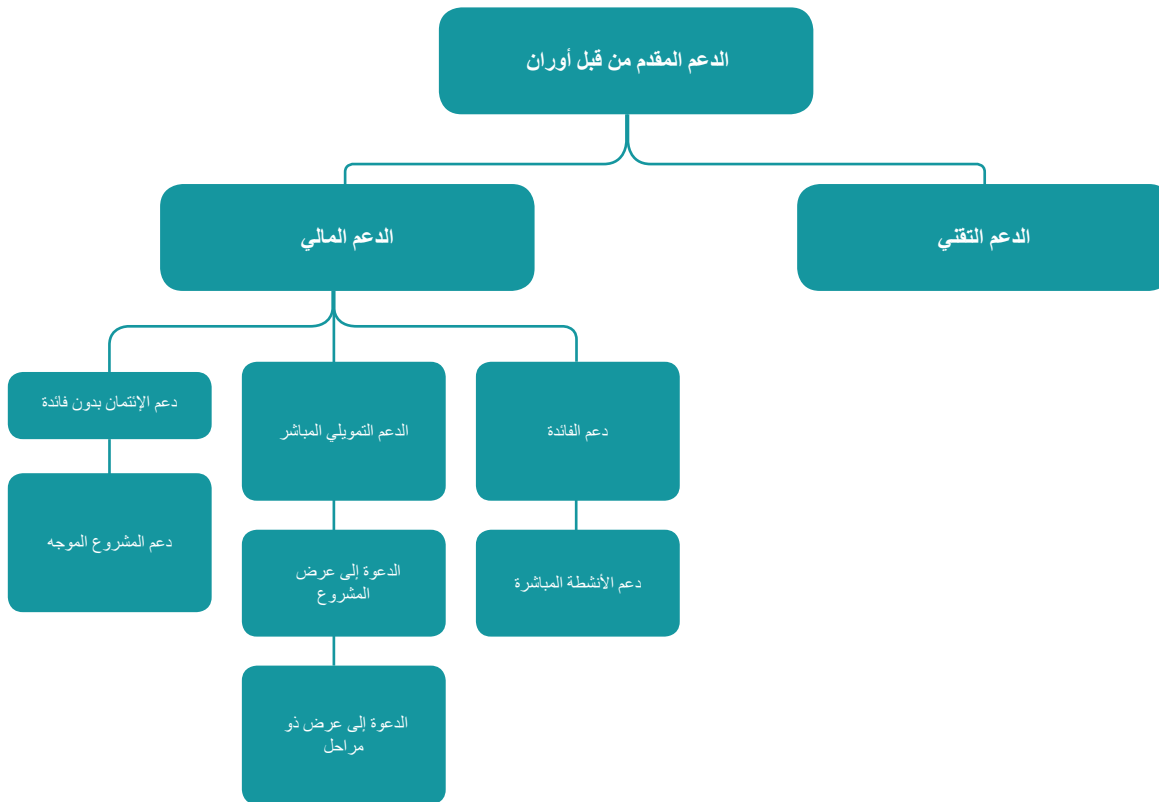 الدعم المقدم من قبل أوران
الدعم التقني
الدعم المالي
دعم الفائدة
الدعم التمويلي المباشر
دعم الإئتمان بدون فائدة
دعم الأنشطة المباشرة
الدعوة إلى عرض
المشروع
دعم المشروع الموجه
الدعوة إلى عرض ذو
مراحل